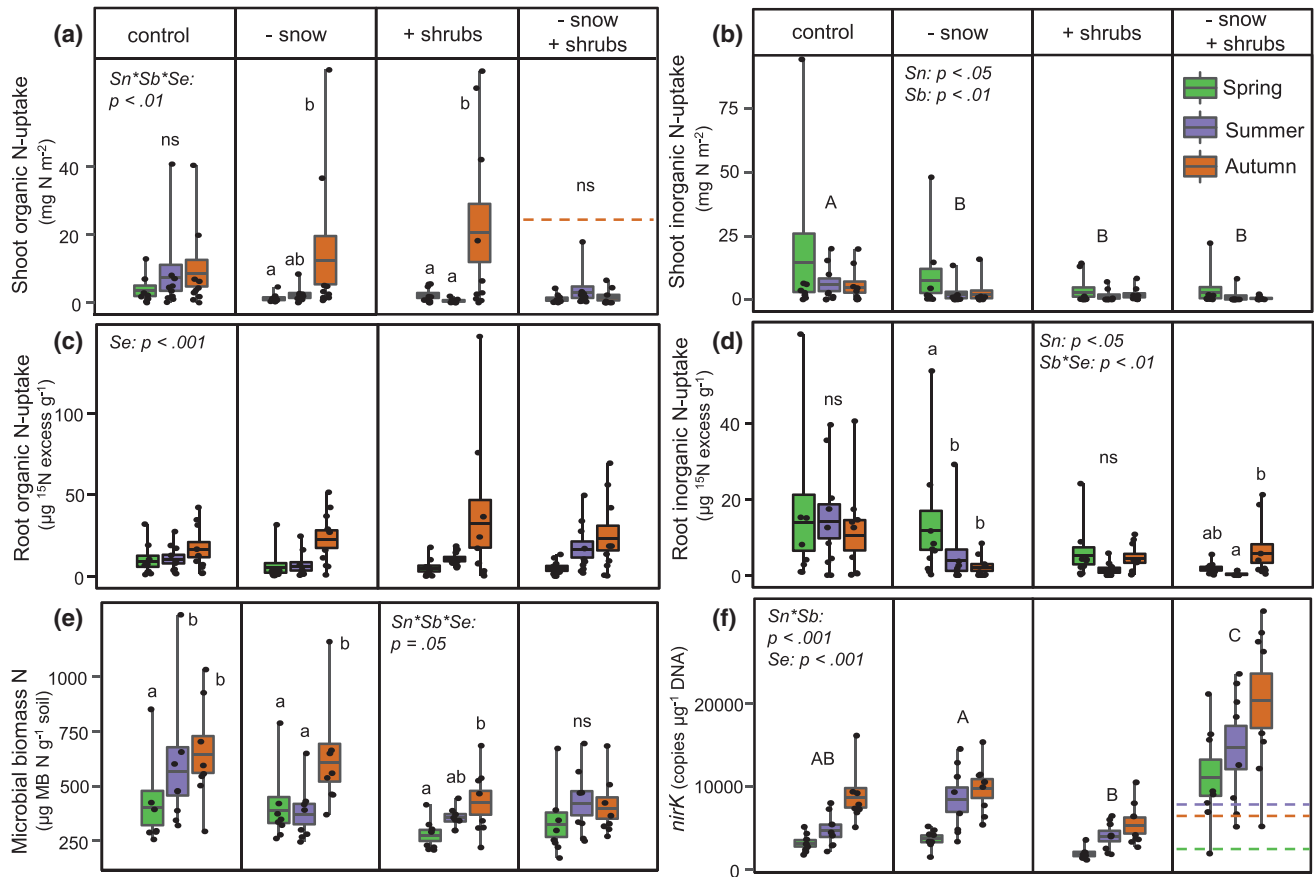 (a)
control
- snow
+ shrubs
- snow
+ shrubs
Sn*Sb*Se:
p < .01
ns
b
a
ab
b
a
a
ns
Shoot organic N-uptake
(mg N m-2)
40
20
0
(b)
control
- snow
+ shrubs
- snow
+ shrubs
Sn: p < .05
Sb: p < .01
Spring
Summer
Autumn
A
B
B
B
Shoot inorganic N-uptake
(mg N m-2)
75
50
25
0
(c)
Se: p < .001
Root organic N-uptake
(µg 15N excess g-1)
100
50
0
(d)
Sn: p < .05
Sb*Se: p < .01
ns
a
b
b
ns
ab
a
b
Root inorganic N-uptake
(µg 15N excess g-1)
40
20
0
(e)
Sn*Sb*Se:
p = .05
a
b
b
a
a
b
a
ab
b
ns
Microbial biomass N
(µg MB N g-1 soil)
1000
750
500
250
(f)
Sn*Sb:
p < .001
Se: p < .001
AB
A
B
C
nirK (copies µg-1 DNA)
20000
10000
0